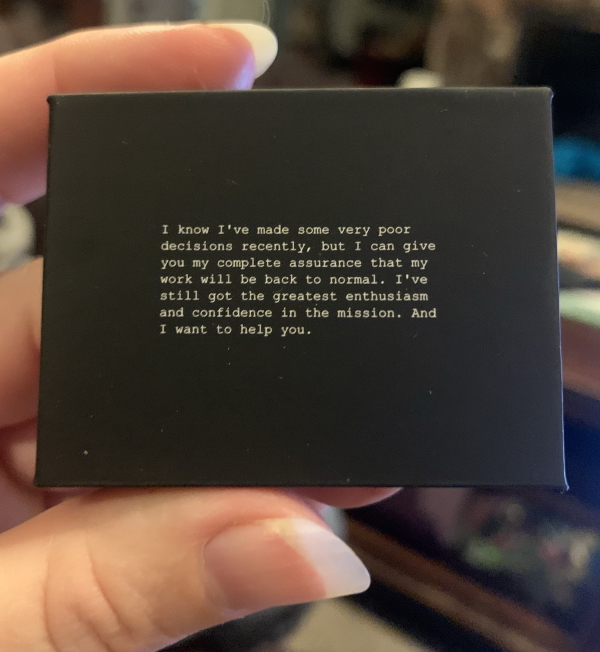 I know I've made some very poor
decisions recently, but I can give
you my complete assurance that my
work will be back to normal. I've
still got the greatest enthusiasm
and confidence in the mission. And
I want to help you.